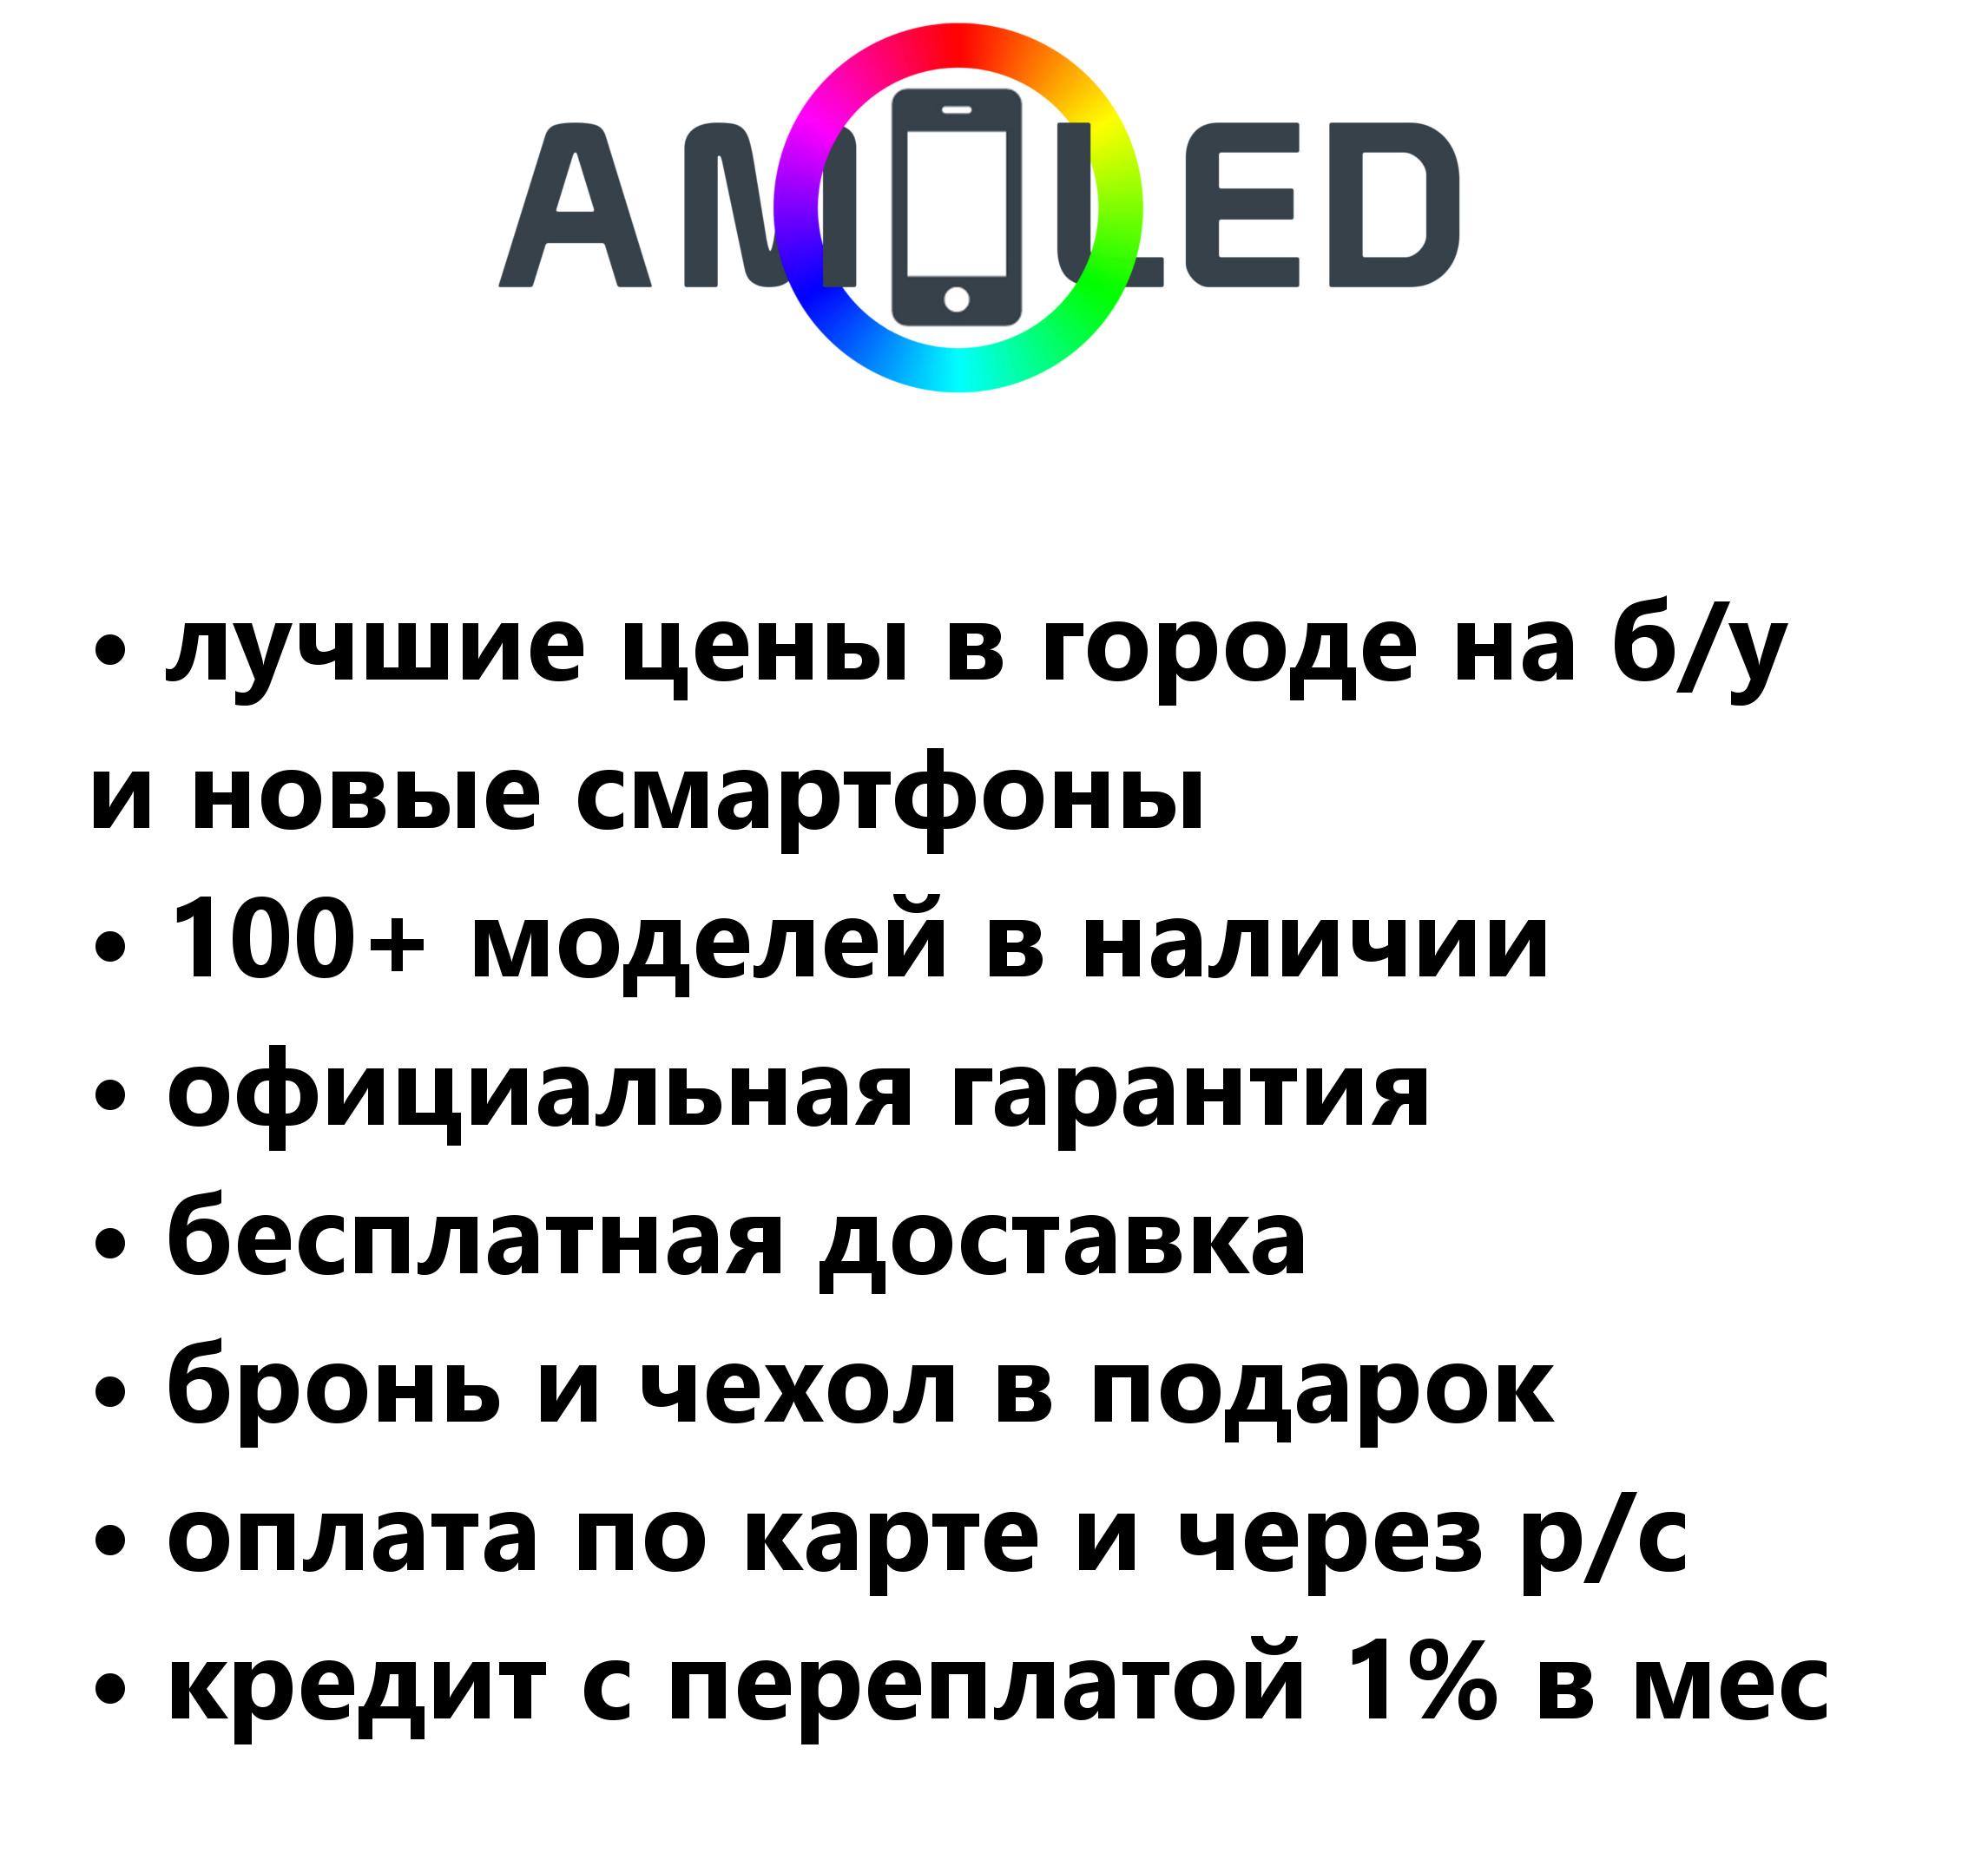 AMOLED
• лучшие цены в городе на б/у
и новые смартфоны
• 100+ моделей в наличии
• официальная гарантия
• бесплатная доставка
• бронь и чехол в подарок
• оплата по карте и через р/с
• кредит с переплатой 1% в мес